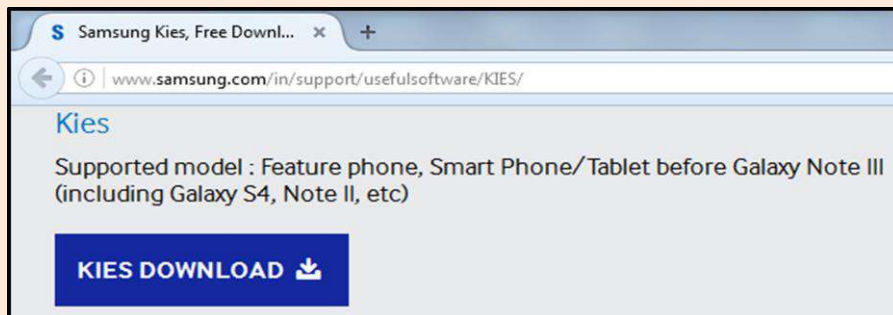 S Samsung Kies, Free Downl...
www.samsung.com/in/support/usefulsoftware/KIES/
Kies
Supported model : Feature phone, Smart Phone/Tablet before Galaxy Note III
(including Galaxy S4, Note II, etc)
KIES DOWNLOAD